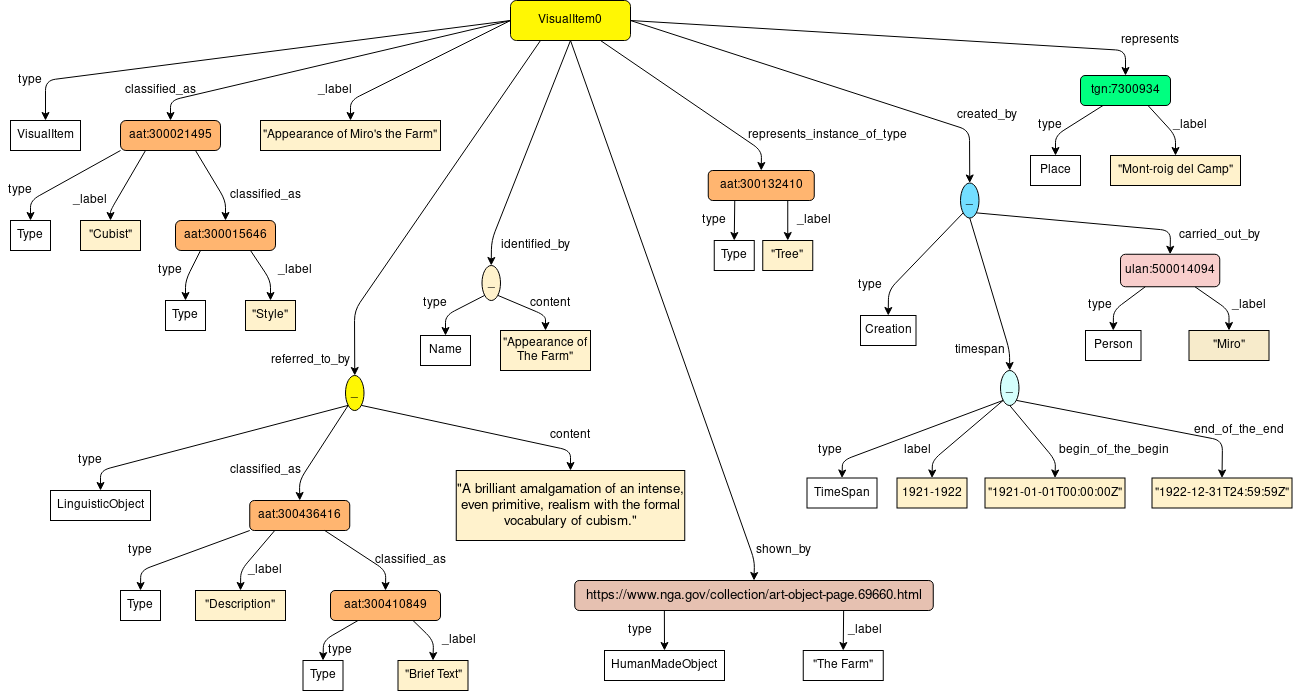 VisualItem0
represents
type
classified_as
_label
tgn:7300934
created_by
type
_label
VisualItem
aat:300021495
"Appearance of Miro's the Farm"
represents_instance_of_type
Place
"Mont-roig del Camp"
aat:300132410
type
_label
classified_as
_
type
_label
Type
"Cubist"
aat:300015646
identified_by
Type
"Tree"
carried_out_by
type
_label
_
ulan:500014094
type
content
type
type
_label
Type
"Style"
Name
"Appearance of
The Farm"
Creation
Person
"Miro"
referred_to_by
timespan
_
_
type
classified_as
content
type
label
begin_of_the_begin
end_of_the_end
LinguisticObject
"A brilliant amalgamation of an intense,
even primitive, realism with the formal
vocabulary of cubism."
TimeSpan
1921-1922
"1921-01-01T00:00:00Z"
"1922-12-31T24:59:59Z"
aat:300436416
type
_label
classified_as
shown_by
Type
"Description"
aat:300410849
https://www.nga.gov/collection/art-object-page.69660.html
type
_label
type
_label
Type
"Brief Text"
HumanMadeObject
"The Farm"